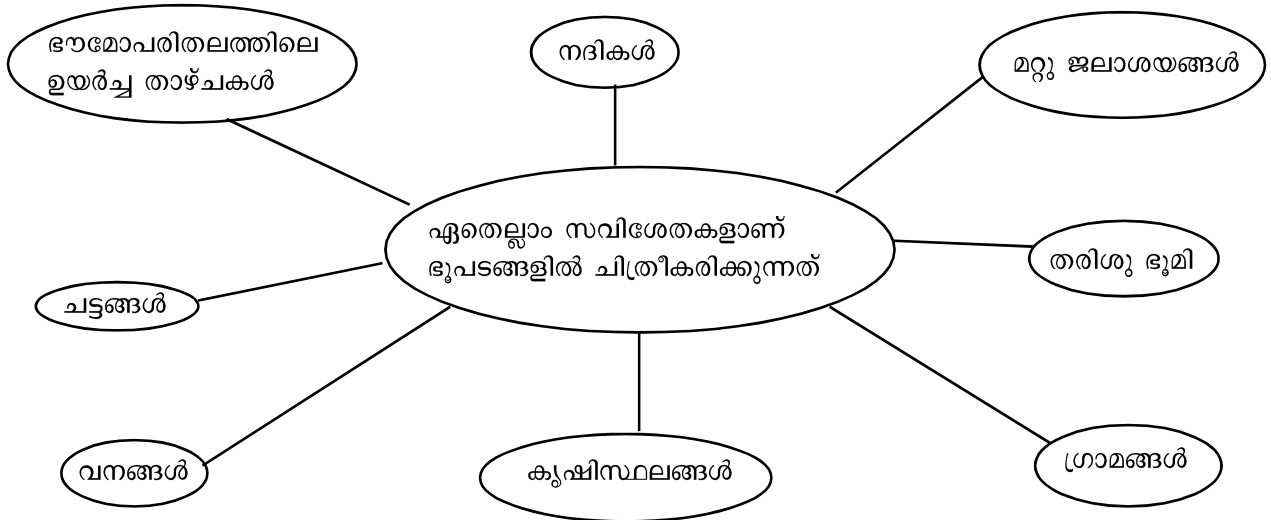 ഭൗമോപരിതലത്തിലെ
ഉയർച്ച താഴ്ചകൾ
നദികൾ
മറ്റു ജലാശയങ്ങൾ
ഏതെല്ലാം സവിശേതകളാണ്
ഭൂപടങ്ങളിൽ ചിത്രീകരിക്കുന്നത്
തരിശു ഭൂമി
ചട്ടങ്ങൾ
വനങ്ങൾ
കൃഷിസ്ഥലങ്ങൾ
ഗ്രാമങ്ങൾ